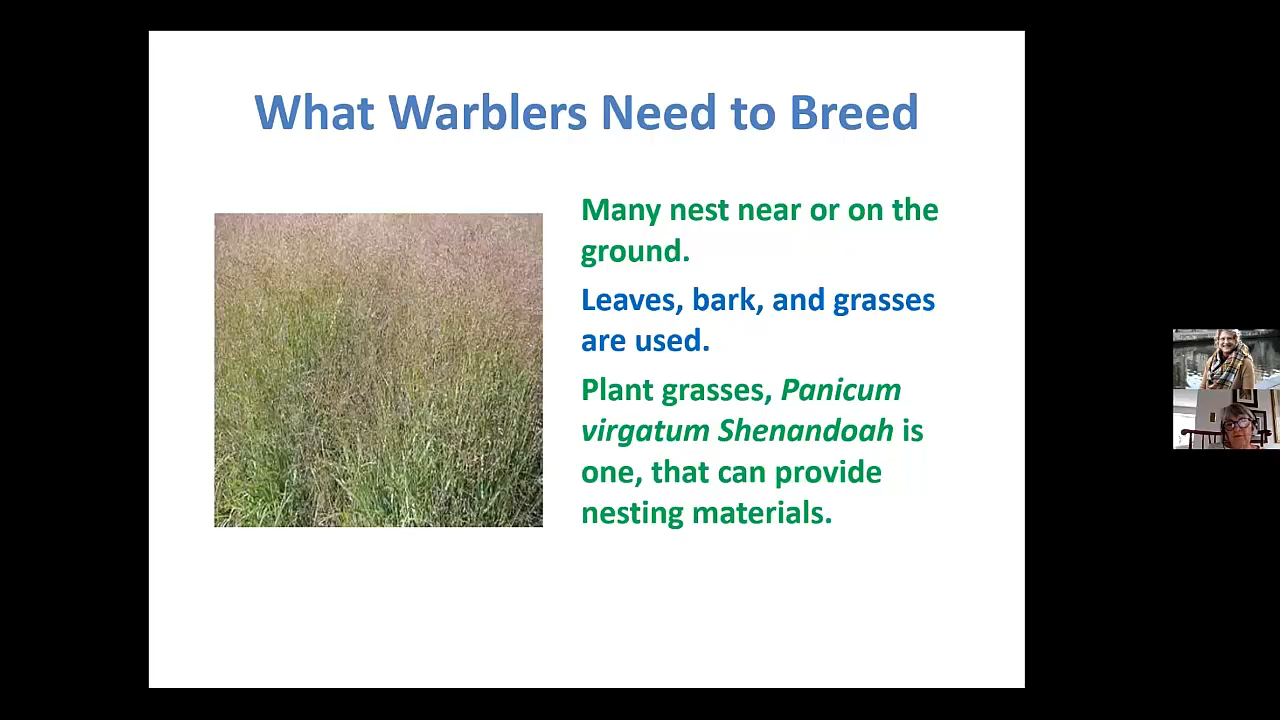 What Warblers Need to Breed
Many nest near or on the
ground.
Leaves, bark, and grasses
are used.
Plant grasses, Panicum
virgatum Shenandoah is
one, that can provide
nesting materials.